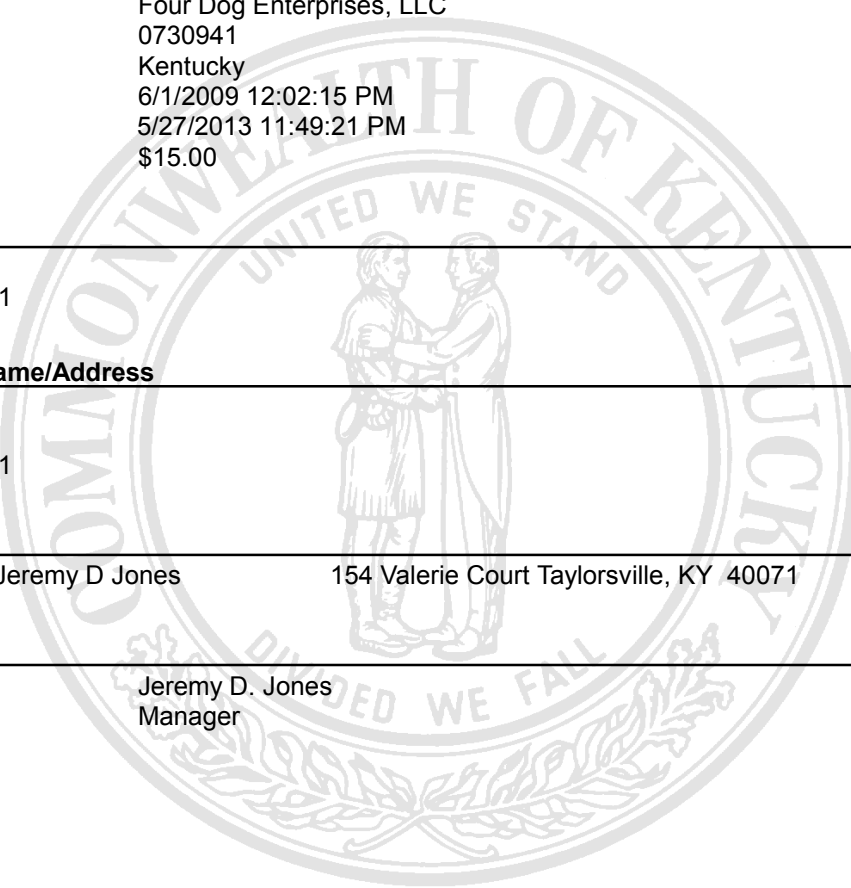 Four Dog Enterprises, LLC
0730941
Kentucky
6/1/2009 12:02:15 PM
5/27/2013 11:49:21 PM
$15.00
1
ame/Address
1
Jeremy D Jones 154 Valerie Court Taylorsville, KY 40071
Jeremy D. Jones
Manager
COMMONWEALTH OF KENTUCKY
UNITED WE STAND
DIVIDED WE FALL